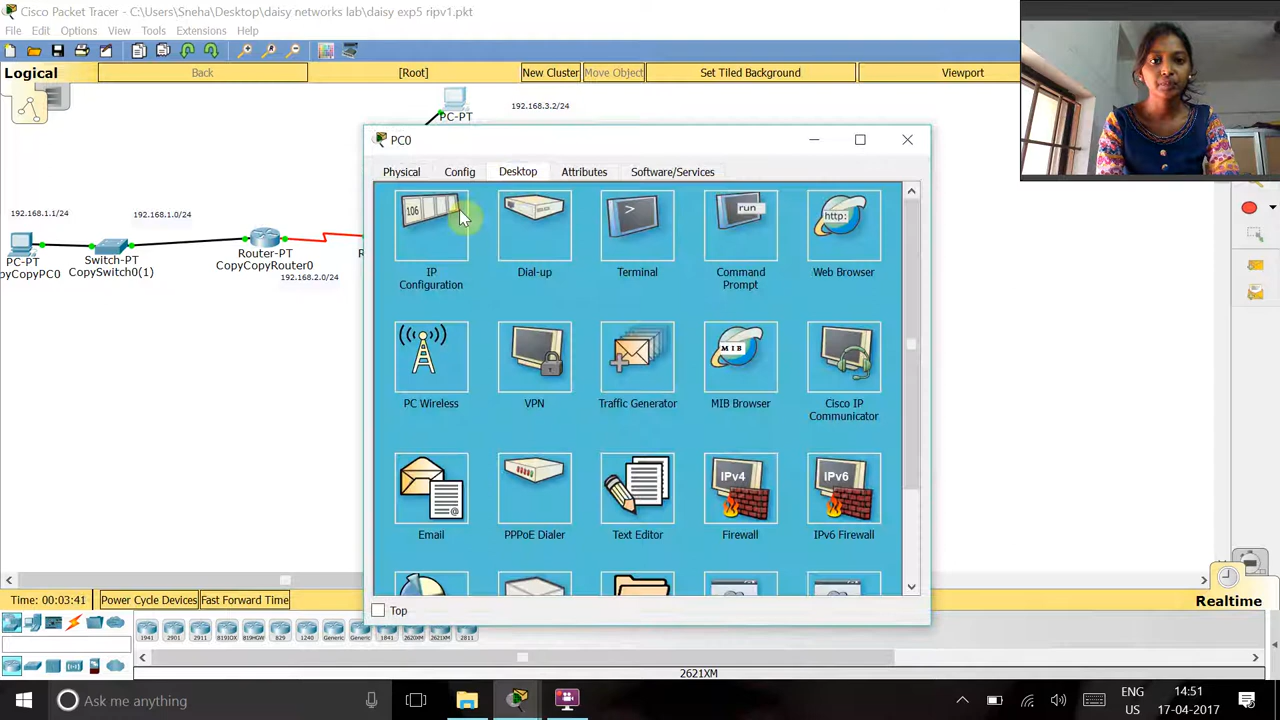 Cisco Packet Tracer - C:\Users\Sneha\Desktop\daisy networks lab\daisy exp5 ripv1.pkt
File Edit Options View Tools Extensions Help
Logical Back [Root] New Cluster Move Object Set Tiled Background Viewport
192.168.3.2/24
PC-PT
192.168.1.1/24
192.168.1.0/24
PC-PT
pyCopyPC0
Switch-PT
CopySwitch0(1)
Router-PT
CopyCopyRouter0
192.168.2.0/24
R
PC0
Physical Config Desktop Attributes Software/Services
106
run
http:
IP
Configuration
Dial-up
Terminal
Command
Prompt
Web Browser
MIB
PC Wireless
VPN
Traffic Generator
MIB Browser
Cisco IP
Communicator
IPv4
IPv6
Email
PPPoE Dialer
Text Editor
Firewall
IPv6 Firewall
Top
Time: 00:03:41 Power Cycle Devices Fast Forward Time
Realtime
1941 2901 2911 819IOX 819HGW 829 1240 Generic Generic 1841 2620XM 2621XM 2811
2621XM
Ask me anything
ENG
US
14:51
17-04-2017